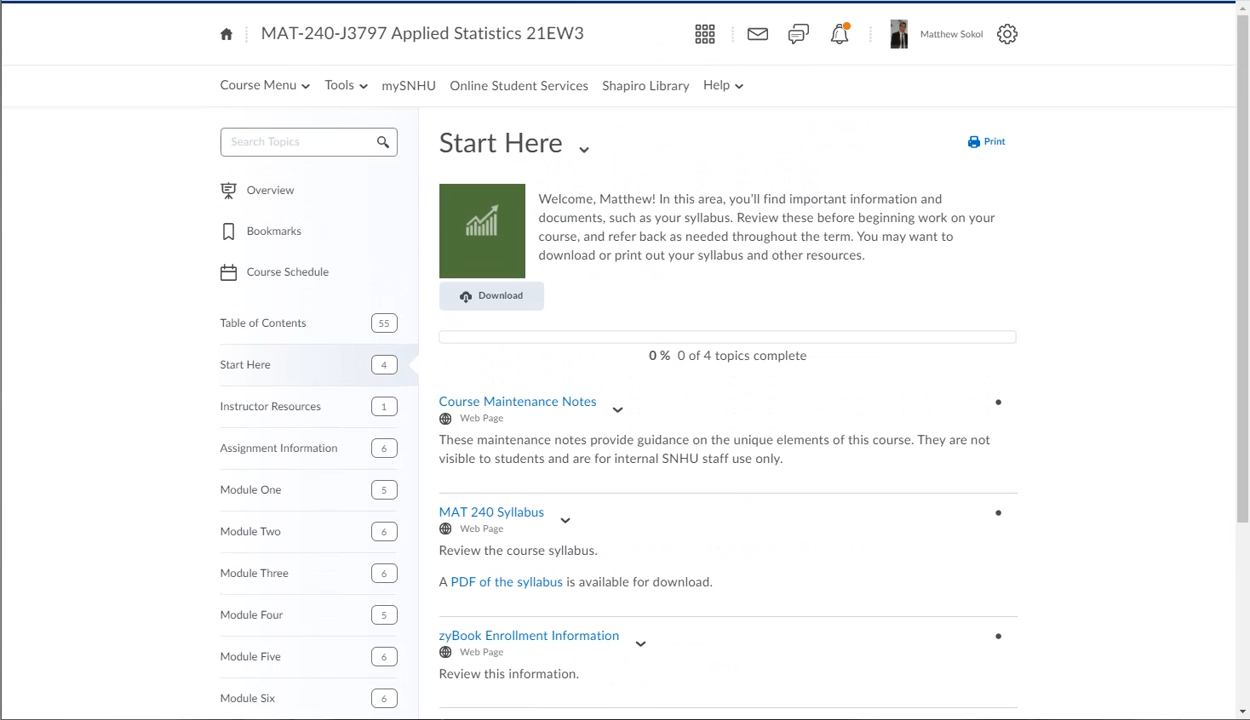 MAT-240-J3797 Applied Statistics 21EW3
Matthew Sokol
Course Menu
Tools
mySNHU
Online Student Services
Shapiro Library
Help
Search Topics
Overview
Bookmarks
Course Schedule
Table of Contents 55
Start Here 4
Instructor Resources 1
Assignment Information 6
Module One 5
Module Two 6
Module Three 6
Module Four 5
Module Five 6
Module Six 6
Start Here
Print
Welcome, Matthew! In this area, you'll find important information and
documents, such as your syllabus. Review these before beginning work on your
course, and refer back as needed throughout the term. You may want to
download or print out your syllabus and other resources.
Download
0 % 0 of 4 topics complete
Course Maintenance Notes
Web Page
These maintenance notes provide guidance on the unique elements of this course. They are not
visible to students and are for internal SNHU staff use only.
MAT 240 Syllabus
Web Page
Review the course syllabus.
A PDF of the syllabus is available for download.
zyBook Enrollment Information
Web Page
Review this information.